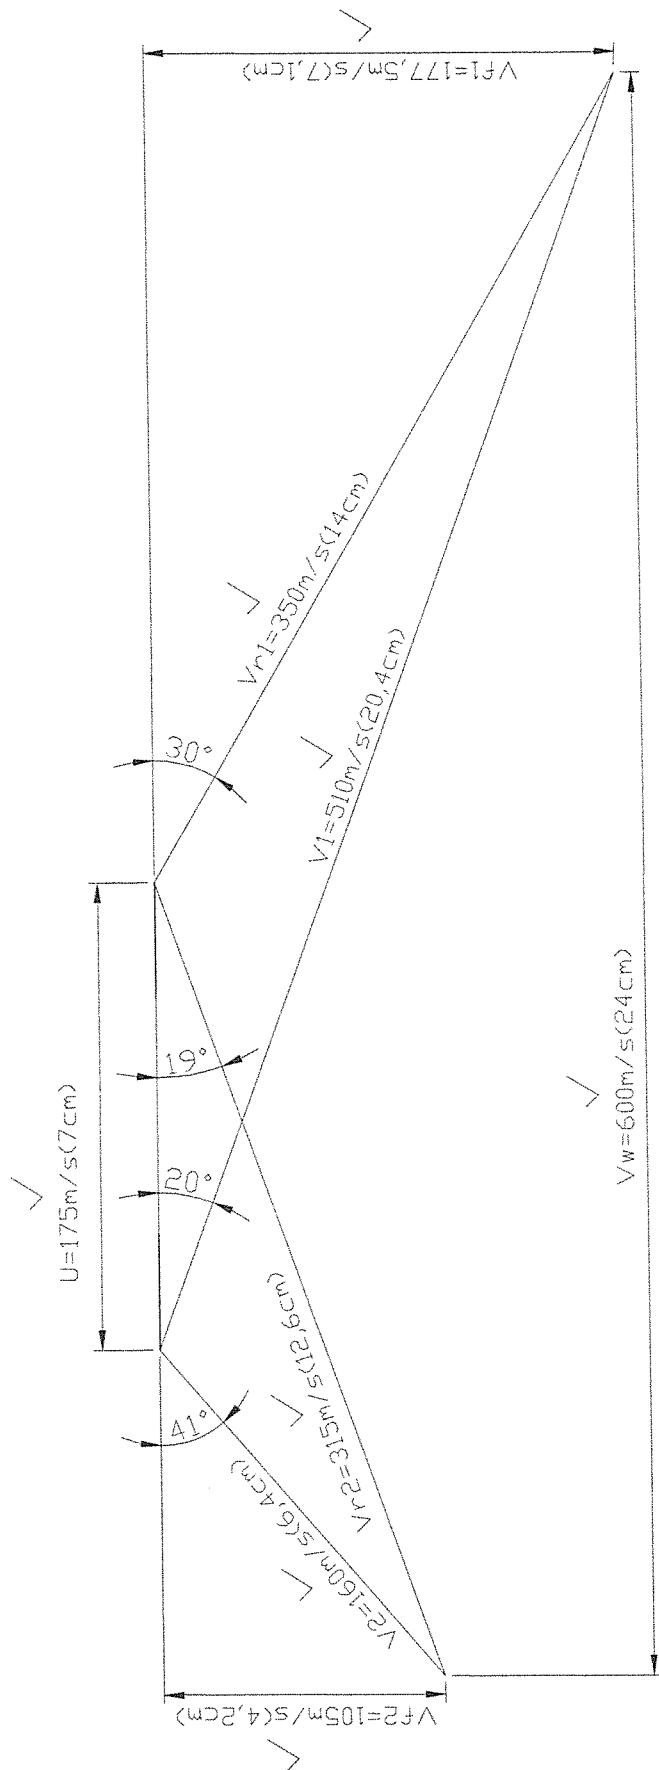 Vf1=177,5m/s(7,1cm)
Vr1=350m/s(14cm)
30°
V1=510m/s(20,4cm)
U=175m/s(7cm)
19°
20°
Vw=600m/s(24cm)
Vr2=315m/s(12,6cm)
41°
V2=160m/s(6,4cm)
Vf2=105m/s(4,2cm)